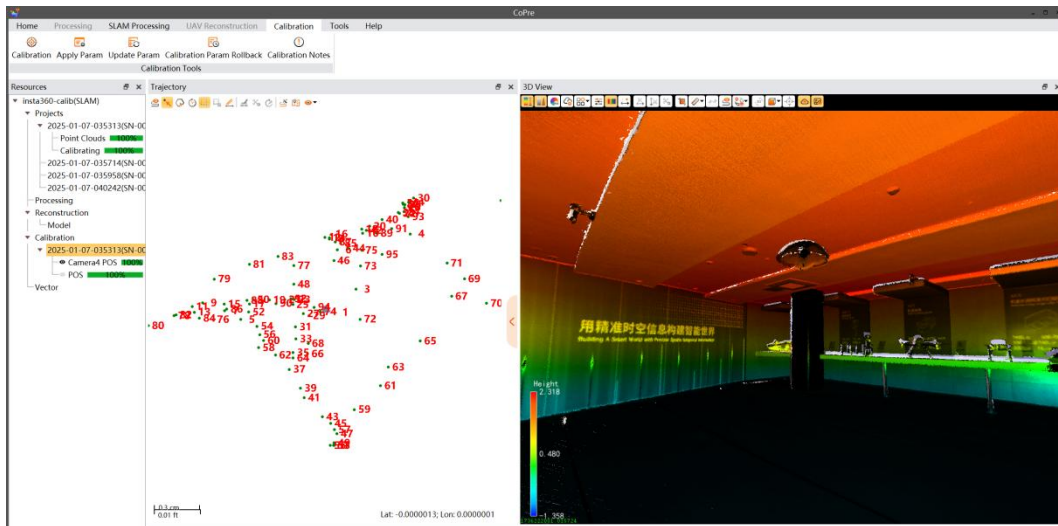 CoPre
Home Processing SLAM Processing UAV Reconstruction Calibration Tools Help
Calibration Apply Param Update Param Calibration Param Rollback Calibration Notes
Calibration Tools
Resources
Trajectory
3D View
insta360-calib(SLAM)
Projects
2025-01-07-035313(SN-00
Point Clouds 100%
Calibrating 100%
2025-01-07-035714(SN-00
2025-01-07-035958(SN-00
2025-01-07-040242(SN-00
Processing
Reconstruction
Model
Calibration
2025-01-07-035313(SN-00
Camera4 POS 100%
POS 100%
Vector
30
40
93
91
89
4
16
75
46
95
83
81
77
73
71
79
69
48
3
67
70
9
11
13
15
84
76
52
5
94
1
72
80
54
31
56
33
60
68
58
62
35
66
64
65
37
63
39
61
41
59
43
45
47
0.3 cm
0.01 ft
Lat: -0.0000013; Lon: 0.0000001
用精准时空信息构建智能世界
Building A Smart World with Precise Spatio-temporal Information
Height
2.318
0.480
-1.358